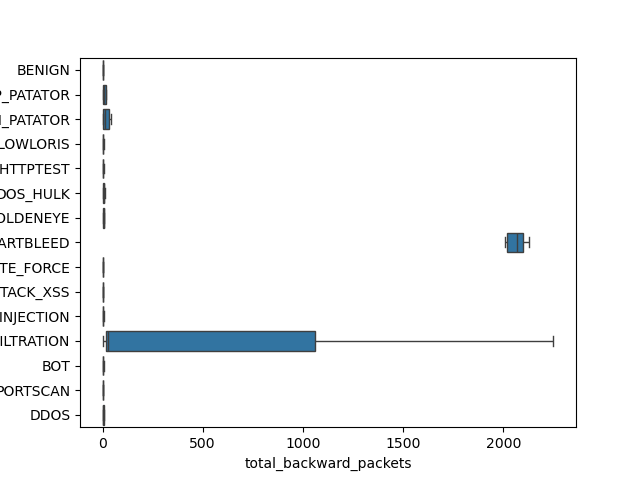 BENIGN
P_PATATOR
H_PATATOR
LOWLORIS
HTTPTEST
DOS_HULK
OLDENEYE
ARTBLEED
TE_FORCE
TACK_XSS
INJECTION
ILTRATION
BOT
PORTSCAN
DDOS
0 500 1000 1500 2000
total_backward_packets